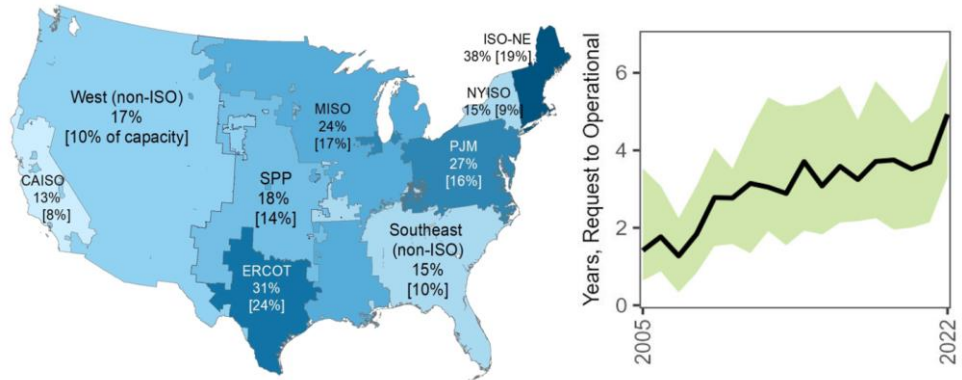 West (non-ISO)
17%
[10% of capacity]
CAISO
13%
[8%]
SPP
18%
[14%]
ERCOT
31%
[24%]
MISO
24%
[17%]
Southeast
(non-ISO)
15%
[10%]
PJM
27%
[16%]
NYISO
15% [9%]
ISO-NE
38% [19%]
Years, Request to Operational
6
4
2
0
2005
2022